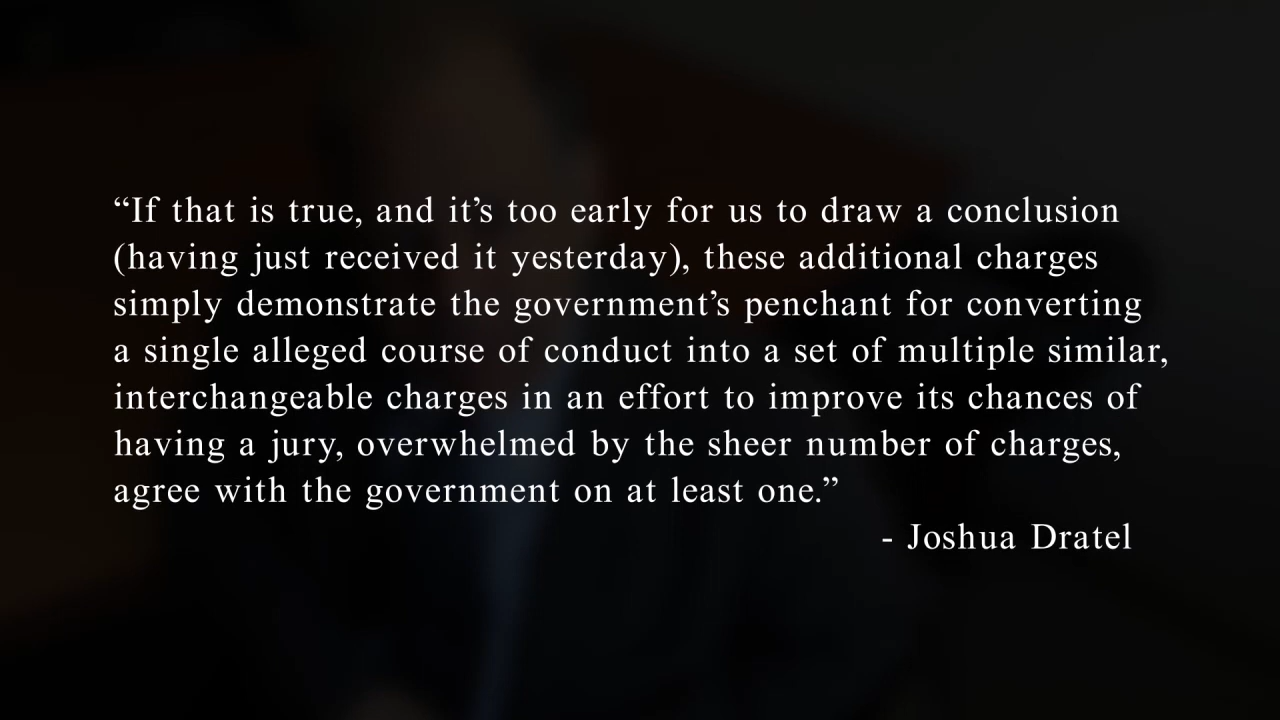 “If that is true, and it’s too early for us to draw a conclusion
(having just received it yesterday), these additional charges
simply demonstrate the government’s penchant for converting
a single alleged course of conduct into a set of multiple similar,
interchangeable charges in an effort to improve its chances of
having a jury, overwhelmed by the sheer number of charges,
agree with the government on at least one.”
- Joshua Dratel